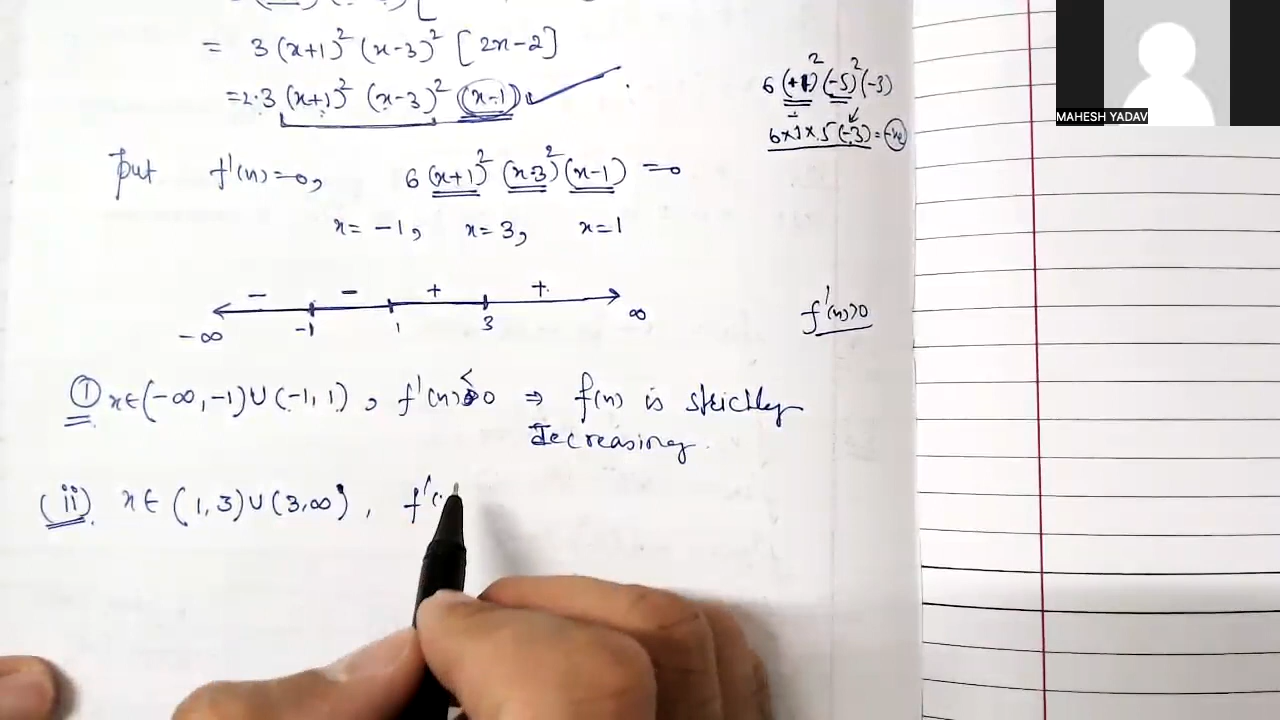 = 3 (x+1)² (x-3)² [2x-2]
= 2·3 (x+1)² (x-3)² (x-1)
6 (+1)² (-5)² (-3)
6×1×5 (-3) = -ve
MAHESH YADAV
put f'(x)=0, 6 (x+1)² (x-3)² (x-1) =0
x= -1, x= 3, x=1
- - + +
-∞ -1 1 3 ∞
f'(x)>0
① x∈(-∞,-1)∪(-1,1), f'(x)<0 ⇒ f(x) is strictly
decreasing.
(ii) x∈ (1,3)∪(3,∞), f'(